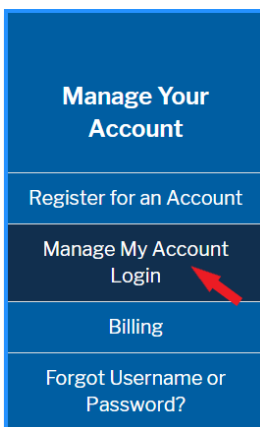 Manage Your
Account
Register for an Account
Manage My Account
Login
Billing
Forgot Username or
Password?